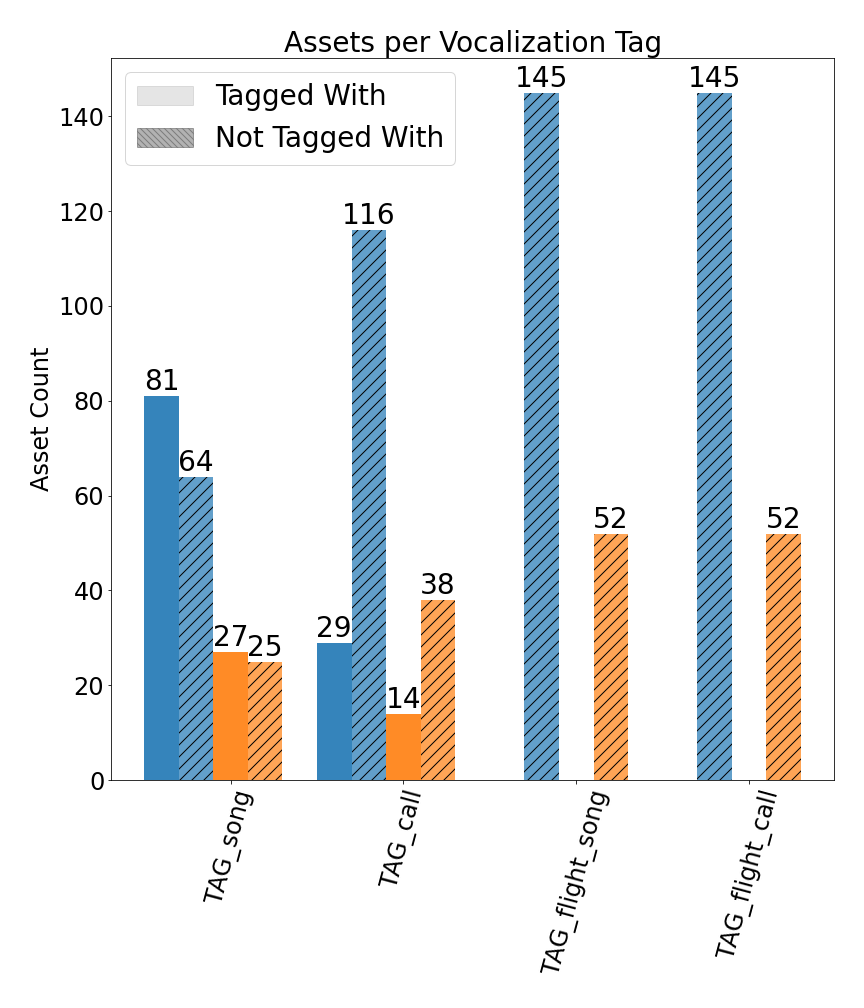 Assets per Vocalization Tag
Tagged With
Not Tagged With
Asset Count
140
120
100
80
60
40
20
0
81
64
27
25
29
116
14
38
145
52
145
52
TAG_song
TAG_call
TAG_flight_song
TAG_flight_call